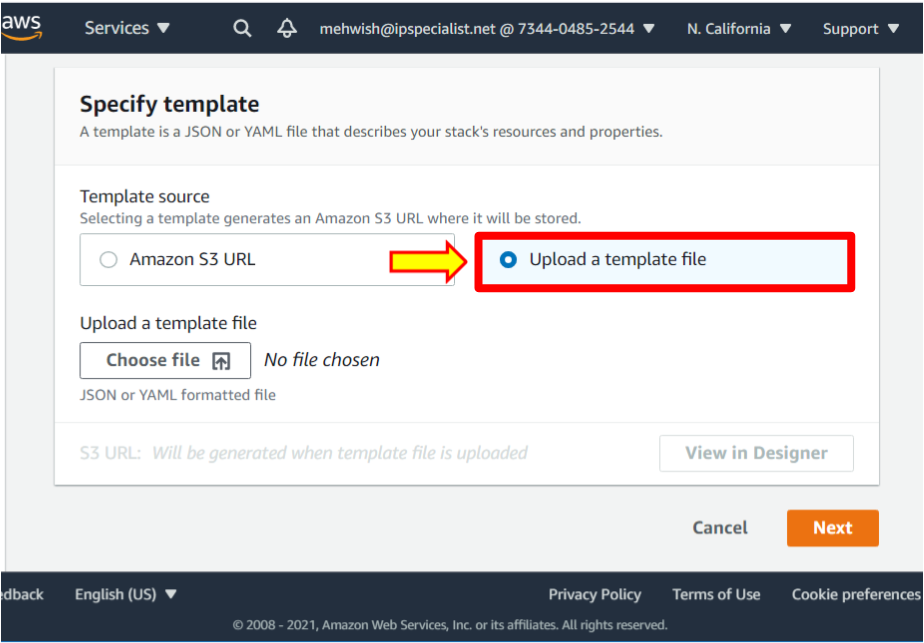 aws
Services ▼
mehwish@ipspecialist.net @ 7344-0485-2544 ▼
N. California ▼
Support ▼
Specify template
A template is a JSON or YAML file that describes your stack's resources and properties.
Template source
Selecting a template generates an Amazon S3 URL where it will be stored.
Amazon S3 URL
Upload a template file
Upload a template file
Choose file
No file chosen
JSON or YAML formatted file
S3 URL: Will be generated when template file is uploaded
View in Designer
Cancel
Next
edback
English (US) ▼
Privacy Policy
Terms of Use
Cookie preferences
© 2008 - 2021, Amazon Web Services, Inc. or its affiliates. All rights reserved.